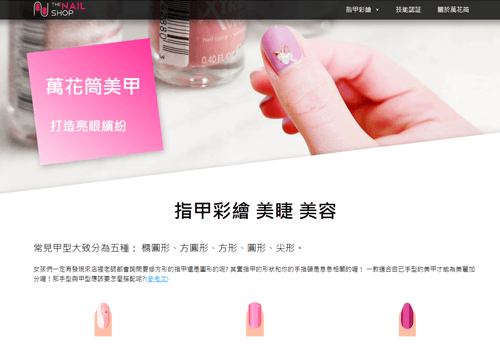 THE NAIL
SHOP
指甲彩繪 ▾ 技能認証 關於萬花筒
0.40 FL OZ
萬花筒美甲
打造亮眼繽紛
指甲彩繪 美睫 美容
常見甲型大致分為五種： 橢圓形、方圓形、方形、圓形、尖形。
女孩們一定有發現來店裡老師都會詢問要修方形的指甲還是圓形的呢? 其實指甲的形狀和你的手指頭是息息相關的喔！ 一款適合自己手型的美甲才能為美麗加
分喔！那手型與甲型應該要怎麼搭配呢?(參考文)